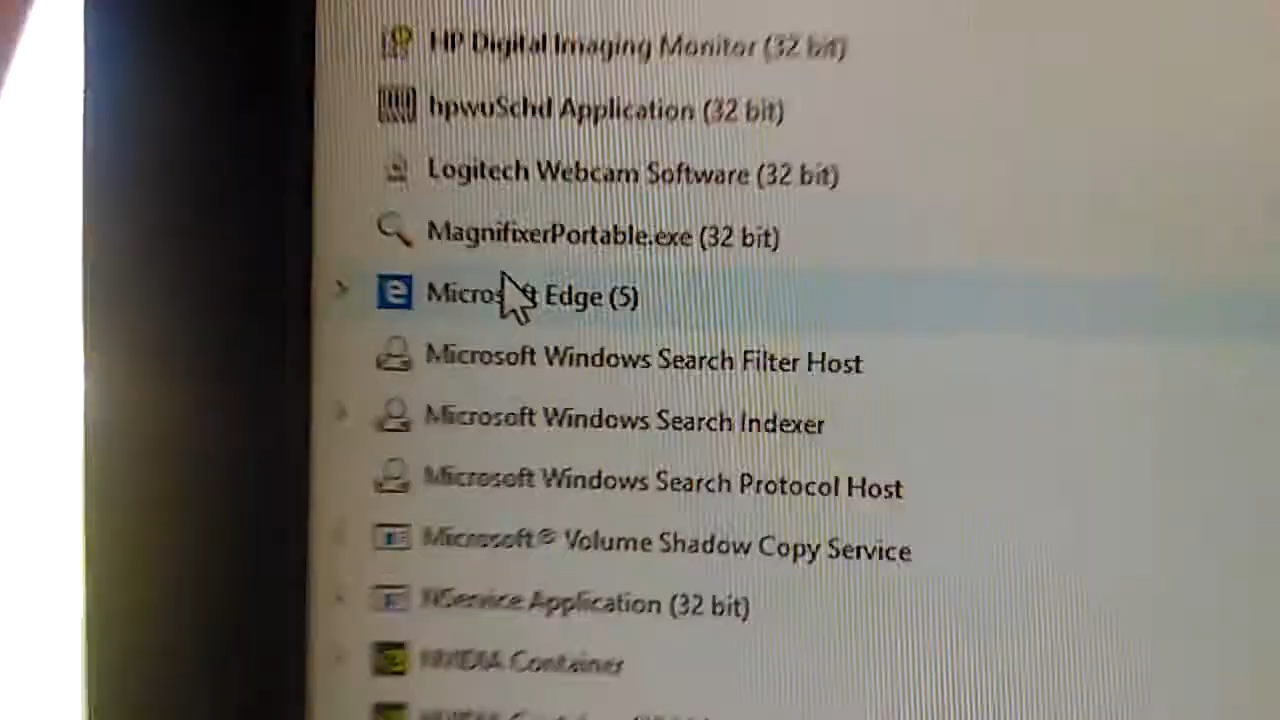 HP Digital Imaging Monitor (32 bit)
hpwuSchd Application (32 bit)
Logitech Webcam Software (32 bit)
MagnifixerPortable.exe (32 bit)
Microsoft Edge (5)
Microsoft Windows Search Filter Host
Microsoft Windows Search Indexer
Microsoft Windows Search Protocol Host
Microsoft® Volume Shadow Copy Service
NService Application (32 bit)
NVIDIA Container